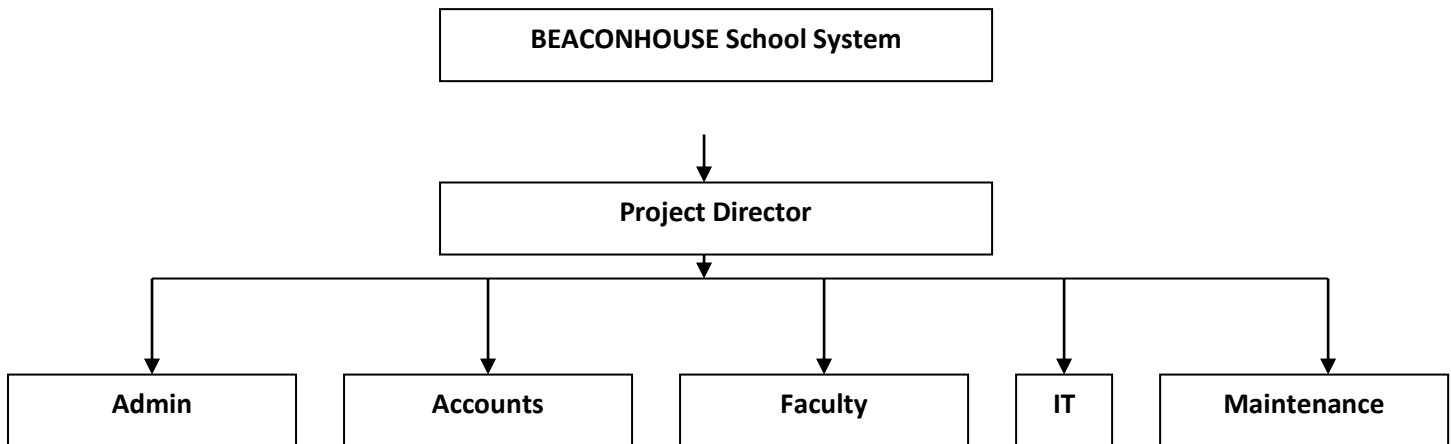 BEACONHOUSE School System
Project Director
Admin
Accounts
Faculty
IT
Maintenance